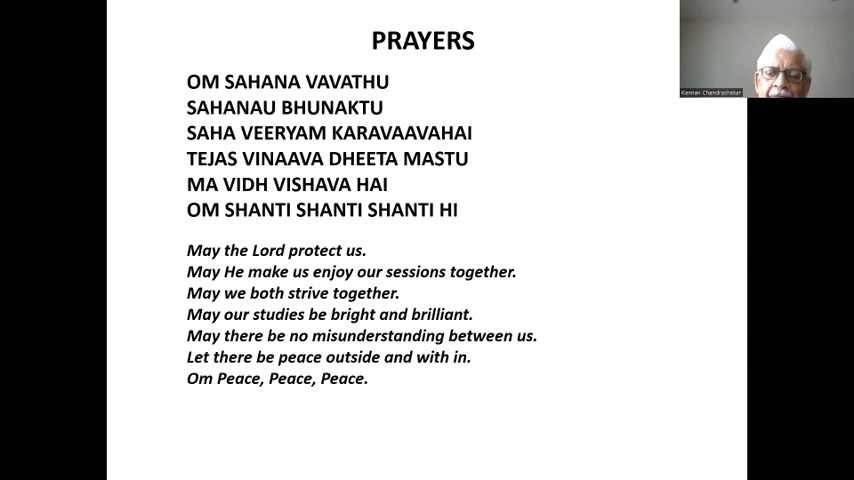 PRAYERS
OM SAHANA VAVATHU
SAHANAU BHUNAKTU
SAHA VEERYAM KARAVAAVAHAI
TEJAS VINAAVA DHEETA MASTU
MA VIDH VISHAVA HAI
OM SHANTI SHANTI SHANTI HI
May the Lord protect us.
May He make us enjoy our sessions together.
May we both strive together.
May our studies be bright and brilliant.
May there be no misunderstanding between us.
Let there be peace outside and with in.
Om Peace, Peace, Peace.
Kannan Chandrashekar